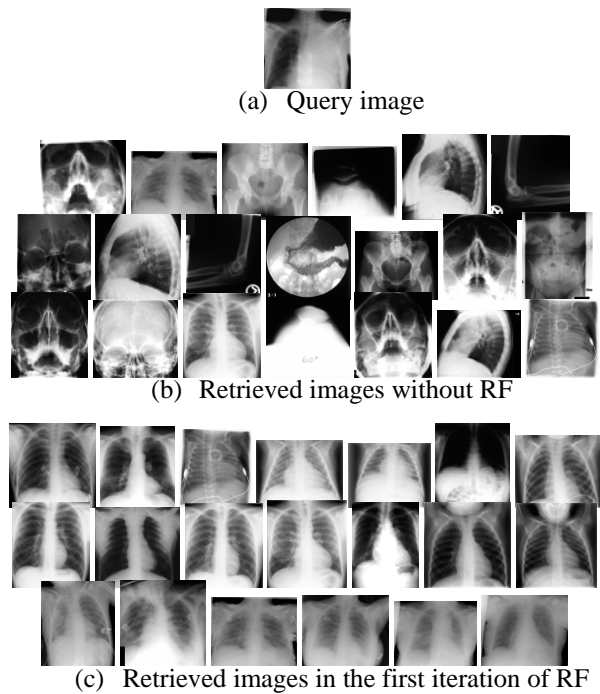 (a) Query image
(b) Retrieved images without RF
(c) Retrieved images in the first iteration of RF